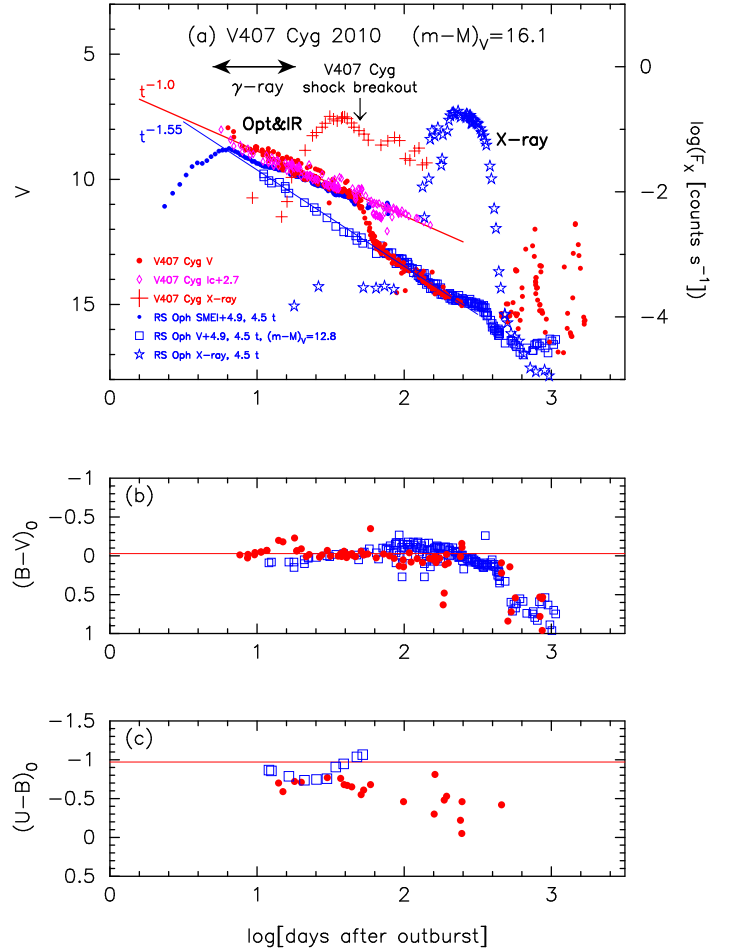 (a) V407 Cyg 2010 (m−M)V=16.1
V407 Cyg
shock breakout
γ−ray
t−1.0
t−1.55
Opt&IR
X−ray
V407 Cyg V
V407 Cyg Ic+2.7
V407 Cyg X−ray
RS Oph SMEI+4.9, 4.5 t
RS Oph V+4.9, 4.5 t, (m−M)V=12.8
RS Oph X−ray, 4.5 t
3
5
7
10
15
V
0
−2
−4
log(FX [counts s−1])
0
1
2
3
(b)
−1
−0.5
0
0.5
1
(B−V)0
0
1
2
3
(c)
−1.5
−1
−0.5
0
0.5
(U−B)0
0
1
2
3
log[days after outburst]